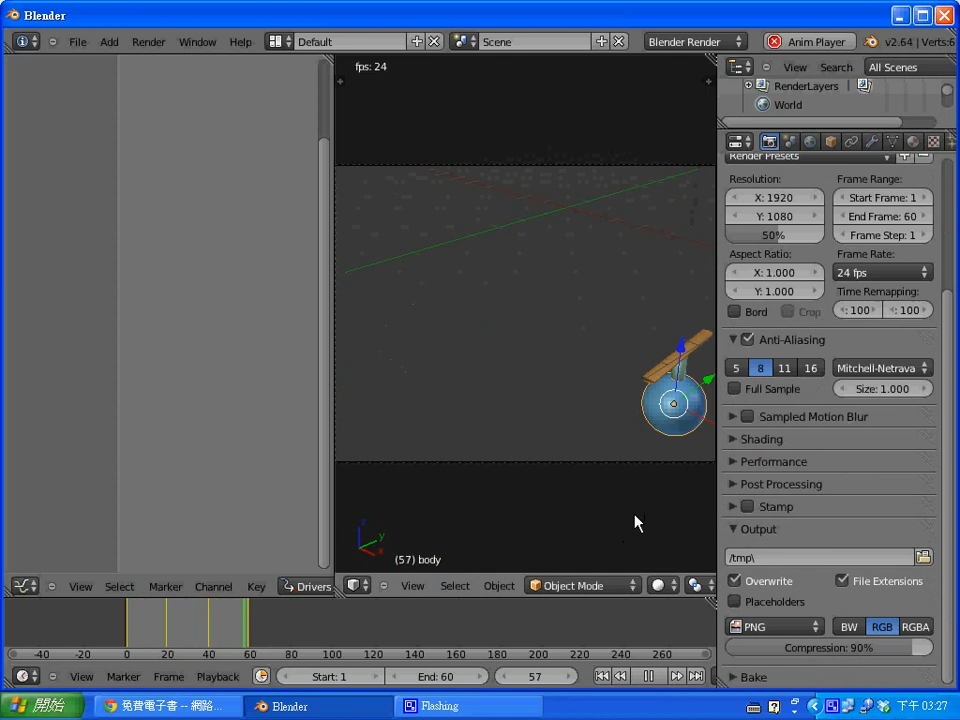 Blender
File Add Render Window Help Default Scene Blender Render Anim Player v2.64 | Verts:6
fps: 24
View Search All Scenes
RenderLayers
World
Render Presets
Resolution: Frame Range:
X: 1920 Start Frame: 1
Y: 1080 End Frame: 60
50% Frame Step: 1
Aspect Ratio: Frame Rate:
X: 1.000 24 fps
Y: 1.000 Time Remapping:
Bord Crop : 100 : 100
Anti-Aliasing
5 8 11 16 Mitchell-Netrava
Full Sample Size: 1.000
Sampled Motion Blur
Shading
Performance
Post Processing
Stamp
Output
/tmp\
Overwrite File Extensions
Placeholders
PNG BW RGB RGBA
Compression: 90%
Bake
z
y
x
(57) body
View Select Marker Channel Key Drivers
View Select Object Object Mode
-40 -20 0 20 40 60 80 100 120 140 160 180 200 220 240 260
View Marker Frame Playback Start: 1 End: 60 57
開始 免費電子書 -- 網路... Blender Flashing 下午 03:27